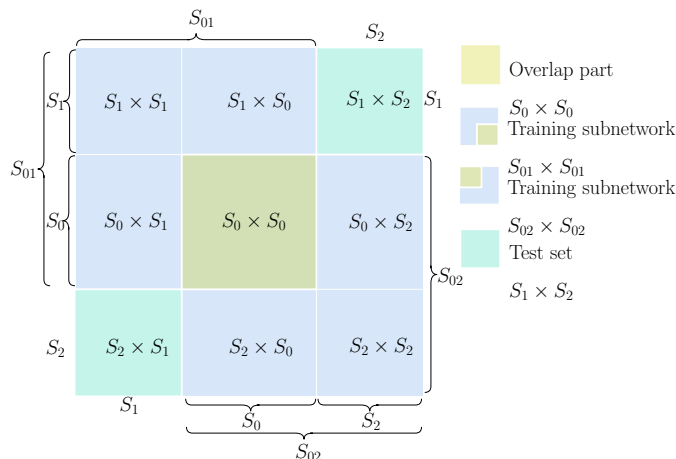 S₀₁
S₂
S₁
S₁ × S₁
S₁ × S₀
S₁ × S₂
S₁
S₀₁
S₀
S₀ × S₁
S₀ × S₀
S₀ × S₂
S₀₂
S₂
S₂ × S₁
S₂ × S₀
S₂ × S₂
S₁
S₀
S₂
S₀₂
Overlap part
S₀ × S₀
Training subnetwork
S₀₁ × S₀₁
Training subnetwork
S₀₂ × S₀₂
Test set
S₁ × S₂